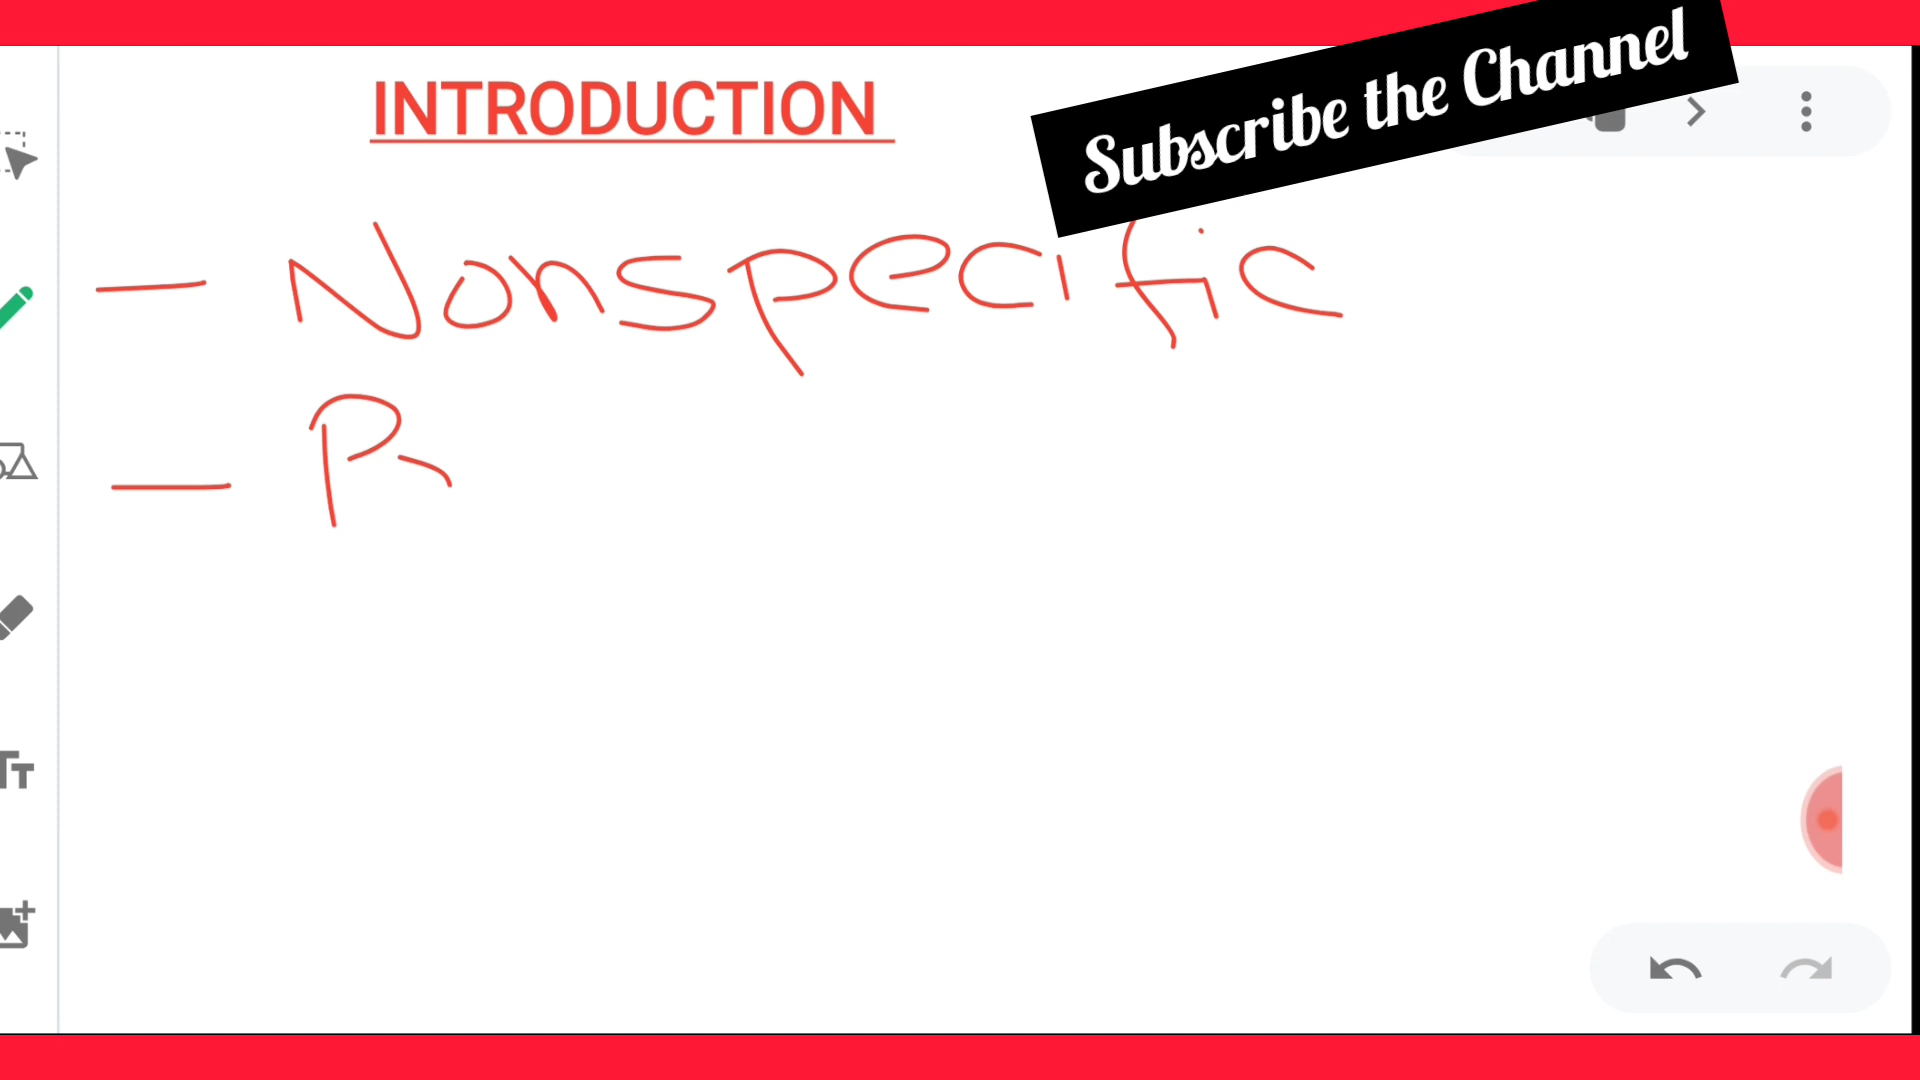 INTRODUCTION
Subscribe the Channel
- Nonspecific
- P